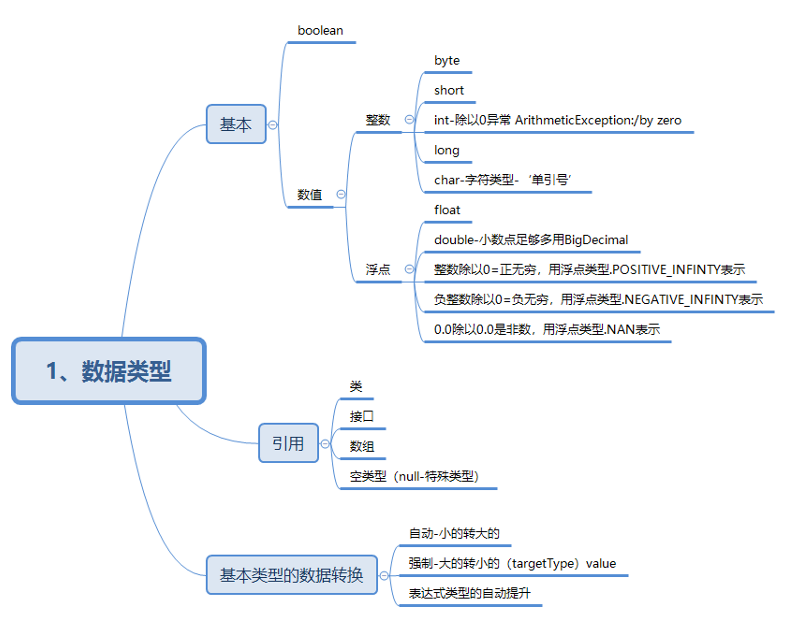 1、数据类型
基本
boolean
数值
整数
byte
short
int-除以0异常 ArithmeticException:/by zero
long
char-字符类型-‘单引号’
浮点
float
double-小数点足够多用BigDecimal
整数除以0=正无穷，用浮点类型.POSITIVE_INFINTY表示
负整数除以0=负无穷，用浮点类型.NEGATIVE_INFINTY表示
0.0除以0.0是非数，用浮点类型.NAN表示
引用
类
接口
数组
空类型（null-特殊类型）
基本类型的数据转换
自动-小的转大的
强制-大的转小的（targetType）value
表达式类型的自动提升